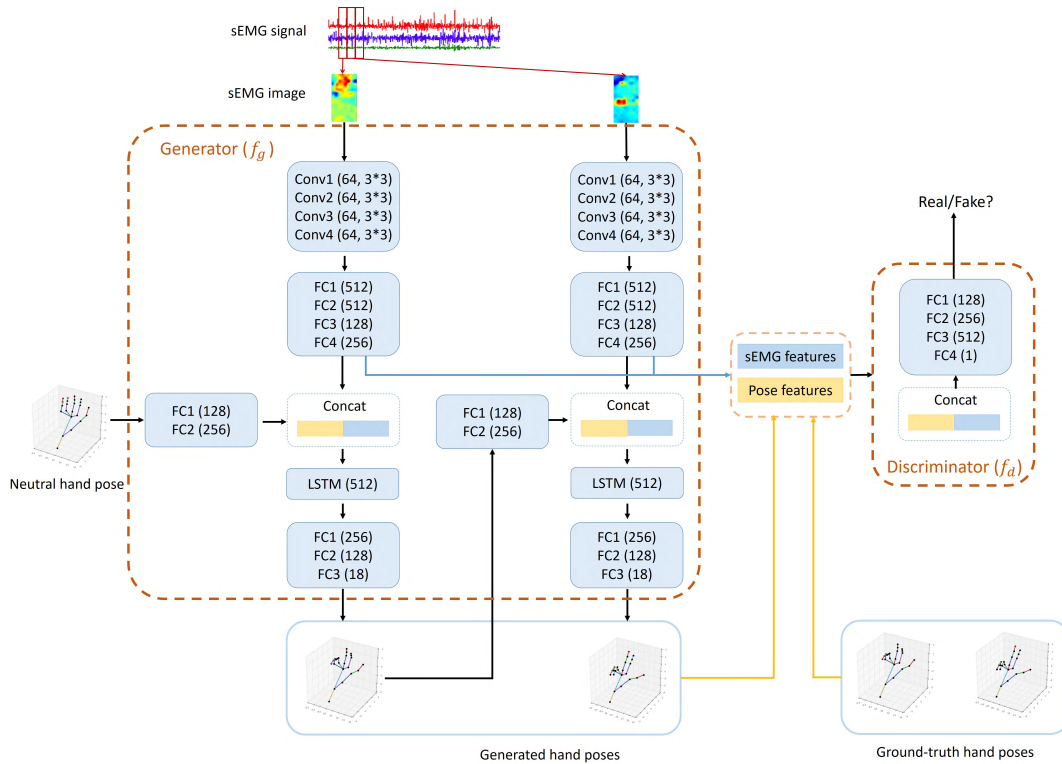 sEMG signal
sEMG image
Generator (f_g)
Conv1 (64, 3*3)
Conv2 (64, 3*3)
Conv3 (64, 3*3)
Conv4 (64, 3*3)
Conv1 (64, 3*3)
Conv2 (64, 3*3)
Conv3 (64, 3*3)
Conv4 (64, 3*3)
FC1 (512)
FC2 (512)
FC3 (128)
FC4 (256)
FC1 (512)
FC2 (512)
FC3 (128)
FC4 (256)
Neutral hand pose
FC1 (128)
FC2 (256)
Concat
FC1 (128)
FC2 (256)
Concat
LSTM (512)
LSTM (512)
FC1 (256)
FC2 (128)
FC3 (18)
FC1 (256)
FC2 (128)
FC3 (18)
Generated hand poses
sEMG features
Pose features
Real/Fake?
FC1 (128)
FC2 (256)
FC3 (512)
FC4 (1)
Concat
Discriminator (f_d)
Ground-truth hand poses